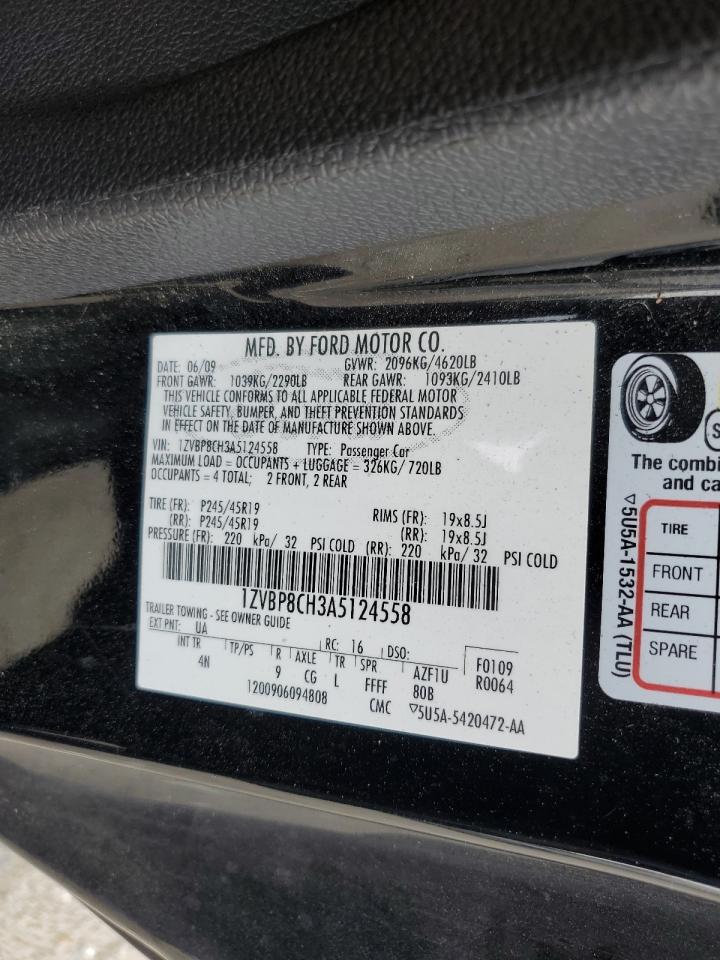 MFD. BY FORD MOTOR CO.
DATE: 06/09 GVWR: 2096KG/4620LB
FRONT GAWR: 1039KG/2290LB REAR GAWR: 1093KG/2410LB
THIS VEHICLE CONFORMS TO ALL APPLICABLE FEDERAL MOTOR
VEHICLE SAFETY, BUMPER, AND THEFT PREVENTION STANDARDS
IN EFFECT ON THE DATE OF MANUFACTURE SHOWN ABOVE.
VIN: 1ZVBP8CH3A5124558 TYPE: Passenger Car
MAXIMUM LOAD = OCCUPANTS + LUGGAGE = 326KG/720LB
OCCUPANTS = 4 TOTAL; 2 FRONT, 2 REAR
TIRE (FR): P245/45R19 RIMS (FR): 19x8.5J
(RR): P245/45R19 (RR): 19x8.5J
PRESSURE (FR): 220 kPa/ 32 PSI COLD (RR): 220 kPa/ 32 PSI COLD
1ZVBP8CH3A5124558
TRAILER TOWING - SEE OWNER GUIDE
EXT PNT: UA RC: 16 DSO: F0109
INT TR TP/PS R AXLE TR SPR AZF1U R0064
4N 9 CG L FFFF 80B
1200906094808 CMC ▽5U5A-5420472-AA
The combi
and ca
TIRE
FRONT
REAR
SPARE
▽5U5A-1532-AA (TLU)